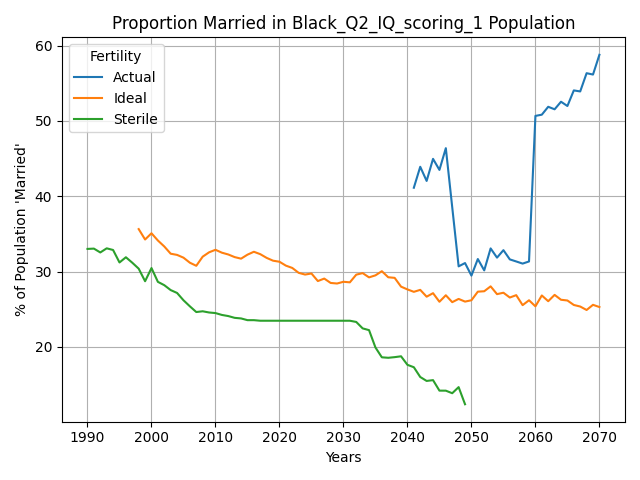 Proportion Married in Black_Q2_IQ_scoring_1 Population
% of Population 'Married'
60
50
40
30
20
Fertility
Actual
Ideal
Sterile
1990 2000 2010 2020 2030 2040 2050 2060 2070
Years